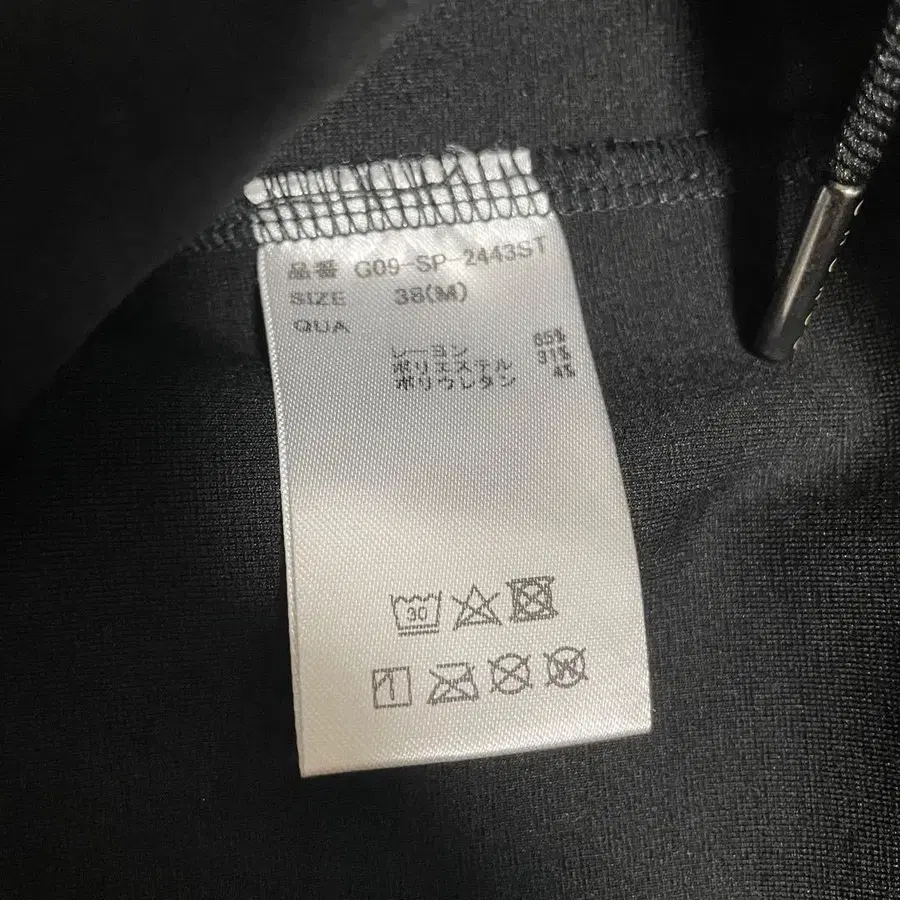 品番 G09-SP-2443ST
SIZE 38(M)
QUA
レーヨン 65%
ポリエステル 31%
ポリウレタン 4%
30
W